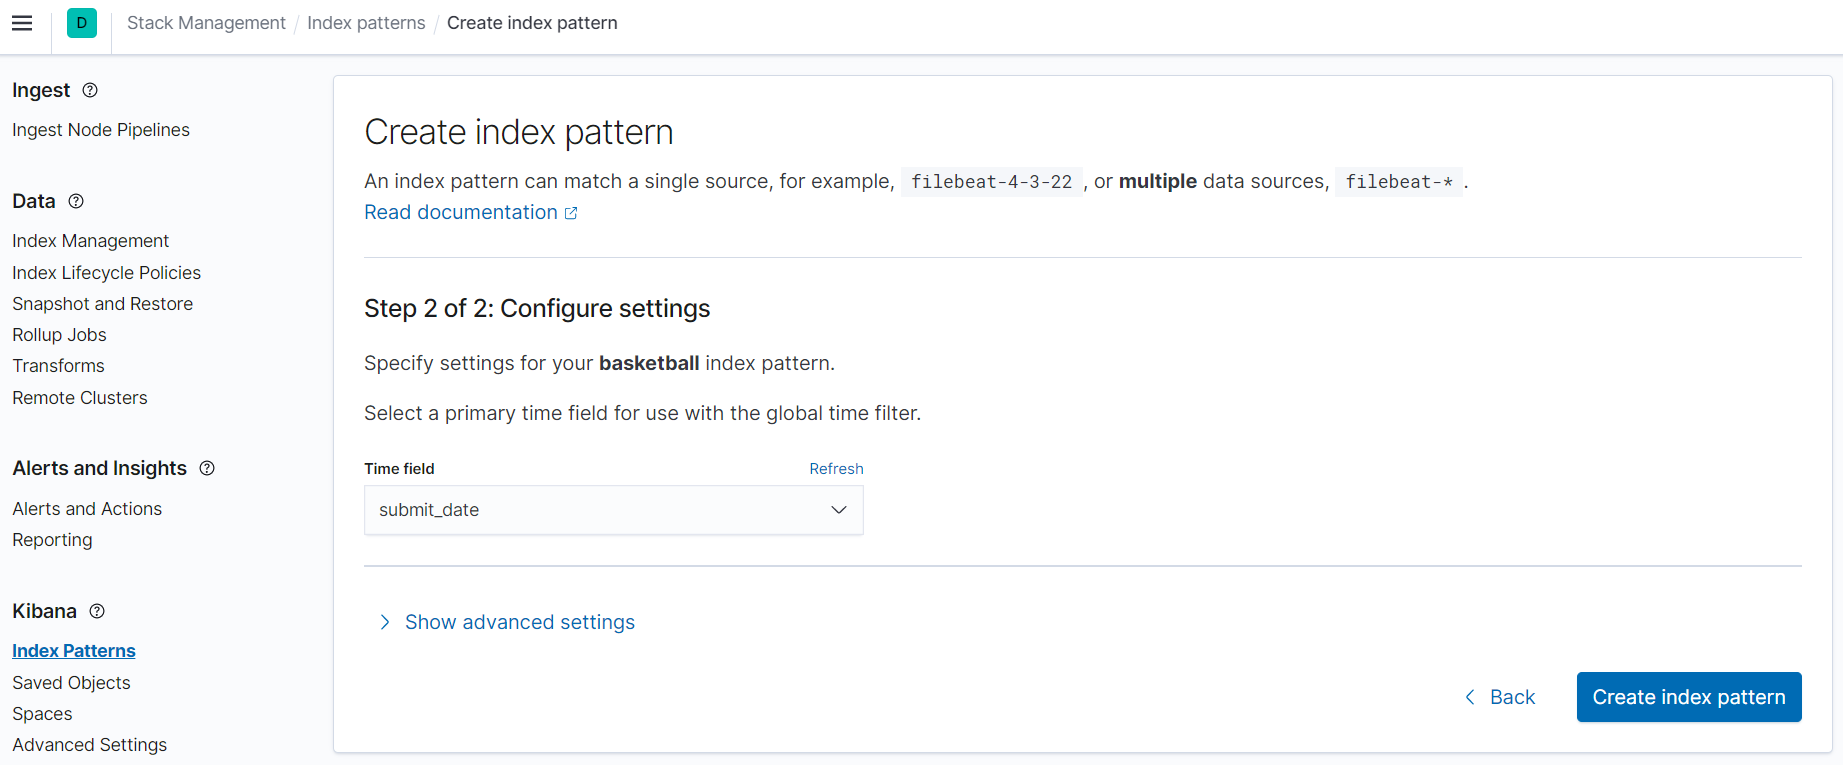 D Stack Management / Index patterns / Create index pattern
Ingest
Ingest Node Pipelines
Data
Index Management
Index Lifecycle Policies
Snapshot and Restore
Rollup Jobs
Transforms
Remote Clusters
Alerts and Insights
Alerts and Actions
Reporting
Kibana
Index Patterns
Saved Objects
Spaces
Advanced Settings
Create index pattern
An index pattern can match a single source, for example, filebeat-4-3-22 , or multiple data sources, filebeat-* .
Read documentation
Step 2 of 2: Configure settings
Specify settings for your basketball index pattern.
Select a primary time field for use with the global time filter.
Time field Refresh
submit_date
Show advanced settings
Back Create index pattern